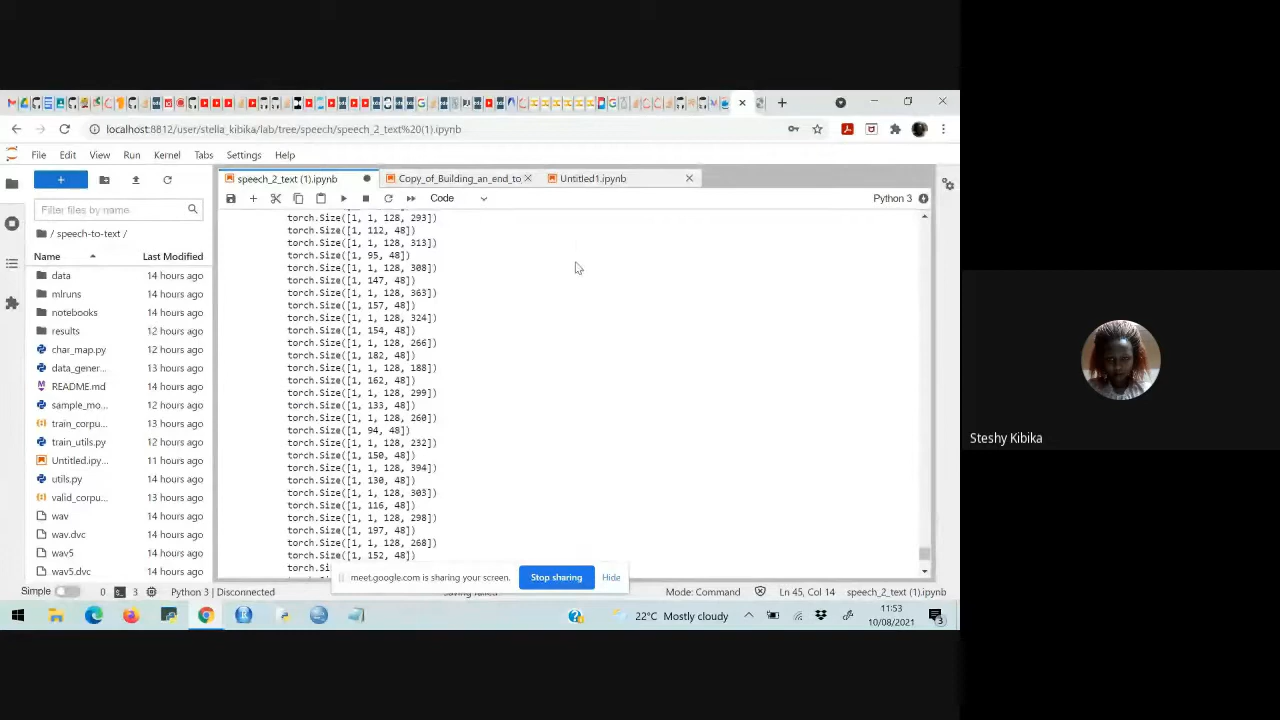 localhost:8812/user/stella_kibika/lab/tree/speech/speech_2_text%20(1).ipynb
File Edit View Run Kernel Tabs Settings Help
speech_2_text (1).ipynb
Copy_of_Building_an_end_to
Untitled1.ipynb
Code
Python 3
Filter files by name
/ speech-to-text /
Name Last Modified
data 14 hours ago
mlruns 14 hours ago
notebooks 14 hours ago
results 12 hours ago
char_map.py 12 hours ago
data_gener... 13 hours ago
README.md 14 hours ago
sample_mo... 12 hours ago
train_corpu... 13 hours ago
train_utils.py 12 hours ago
Untitled.ipy... 11 hours ago
utils.py 14 hours ago
valid_corpu... 13 hours ago
wav 14 hours ago
wav.dvc 14 hours ago
wav5 14 hours ago
wav5.dvc 14 hours ago
torch.Size([1, 1, 128, 293])
torch.Size([1, 112, 48])
torch.Size([1, 1, 128, 313])
torch.Size([1, 95, 48])
torch.Size([1, 1, 128, 308])
torch.Size([1, 147, 48])
torch.Size([1, 1, 128, 363])
torch.Size([1, 157, 48])
torch.Size([1, 1, 128, 324])
torch.Size([1, 154, 48])
torch.Size([1, 1, 128, 266])
torch.Size([1, 182, 48])
torch.Size([1, 1, 128, 188])
torch.Size([1, 162, 48])
torch.Size([1, 1, 128, 299])
torch.Size([1, 133, 48])
torch.Size([1, 1, 128, 260])
torch.Size([1, 94, 48])
torch.Size([1, 1, 128, 232])
torch.Size([1, 150, 48])
torch.Size([1, 1, 128, 394])
torch.Size([1, 130, 48])
torch.Size([1, 1, 128, 303])
torch.Size([1, 116, 48])
torch.Size([1, 1, 128, 298])
torch.Size([1, 197, 48])
torch.Size([1, 1, 128, 268])
torch.Size([1, 152, 48])
meet.google.com is sharing your screen.
Stop sharing
Hide
Simple 0 3 Python 3 | Disconnected
Saving failed
Mode: Command
Ln 45, Col 14
speech_2_text (1).ipynb
22°C Mostly cloudy
11:53
10/08/2021
3
Steshy Kibika